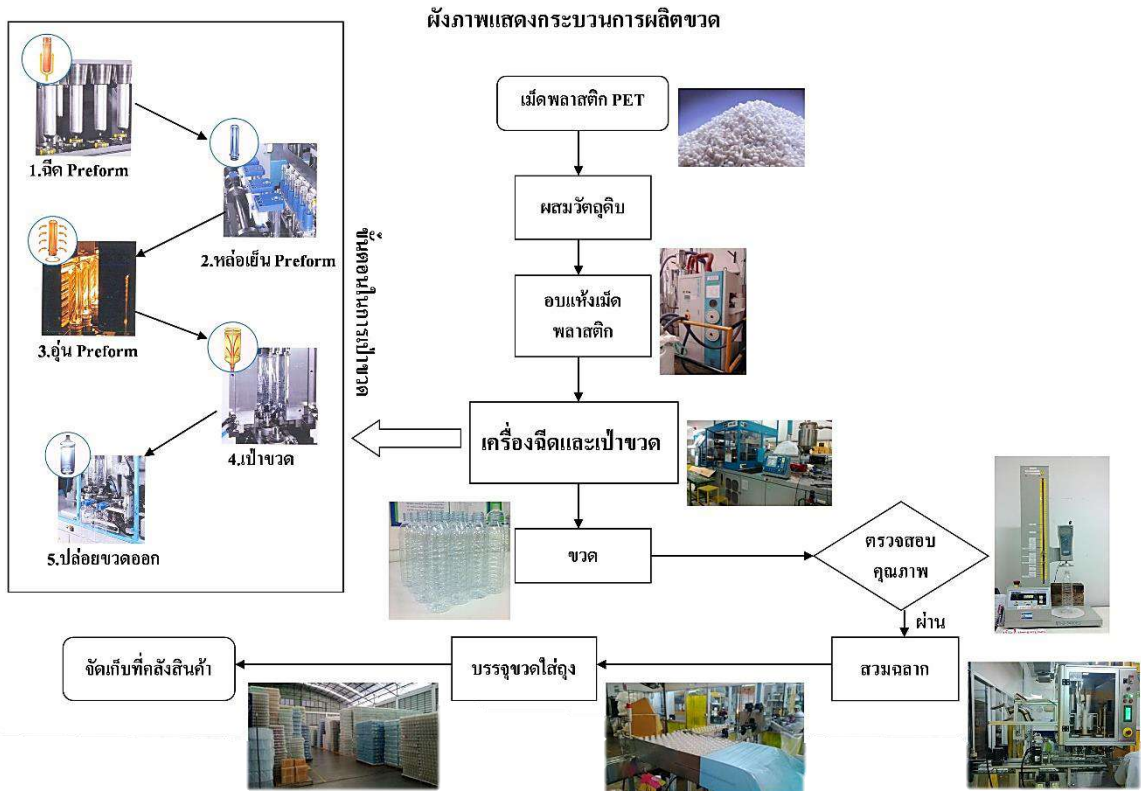 ผังภาพแสดงกระบวนการผลิตขวด
1.ฉีด Preform
2.หล่อเย็น Preform
3.อุ่น Preform
4.เป่าขวด
5.ปล่อยขวดออก
ขั้นตอนในการเป่าขวด
เม็ดพลาสติก PET
ผสมวัตถุดิบ
อบแห้งเม็ด
พลาสติก
เครื่องฉีดและเป่าขวด
ขวด
ตรวจสอบ
คุณภาพ
ผ่าน
สวมฉลาก
บรรจุขวดใส่ถุง
จัดเก็บที่คลังสินค้า